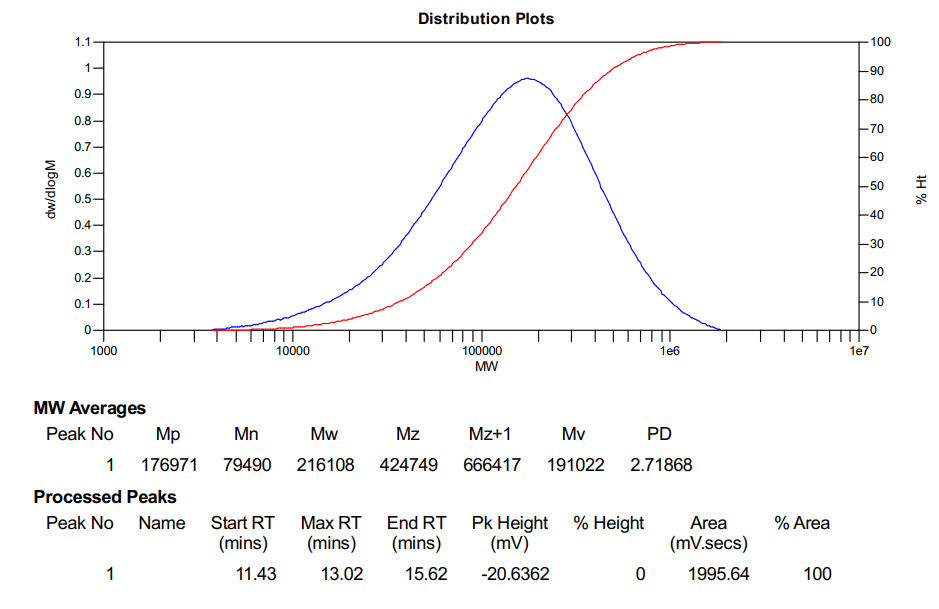 Distribution Plots
1.1
1
0.9
0.8
0.7
0.6
0.5
0.4
0.3
0.2
0.1
0
dw/dlogM
100
90
80
70
60
50
40
30
20
10
0
% Ht
1000 10000 100000 1e6 1e7
MW
MW Averages
Peak No Mp Mn Mw Mz Mz+1 Mv PD
1 176971 79490 216108 424749 666417 191022 2.71868
Processed Peaks
Peak No Name Start RT Max RT End RT Pk Height % Height Area % Area
(mins) (mins) (mins) (mV) (mV.secs)
1 11.43 13.02 15.62 -20.6362 0 1995.64 100